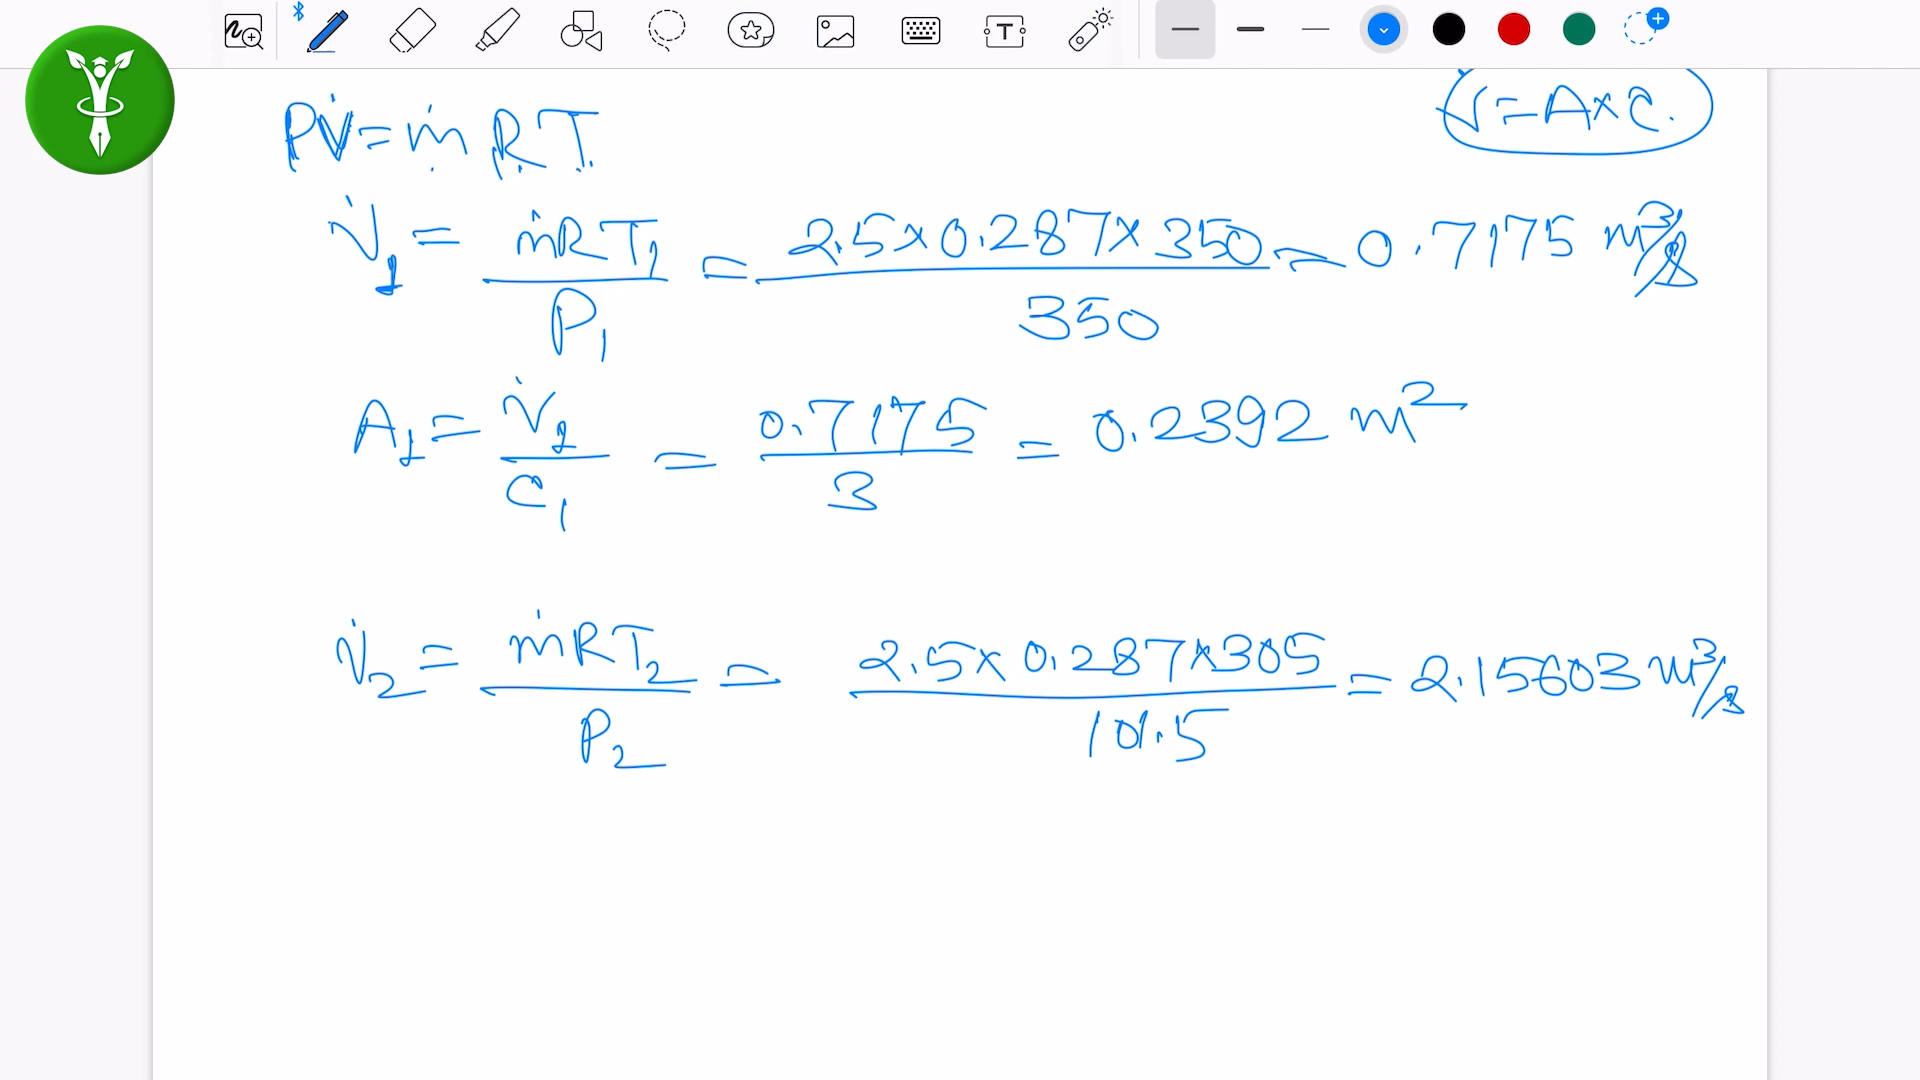 V̇ = A × C.
PV̇ = ṁ R T
V̇₁ = ṁRT₁ / P₁ = 2.5 × 0.287 × 350 / 350 = 0.7175 m³/s
A₁ = V̇₁ / C₁ = 0.7175 / 3 = 0.2392 m²
V̇₂ = ṁRT₂ / P₂ = 2.5 × 0.287 × 305 / 101.5 = 2.15603 m³/s